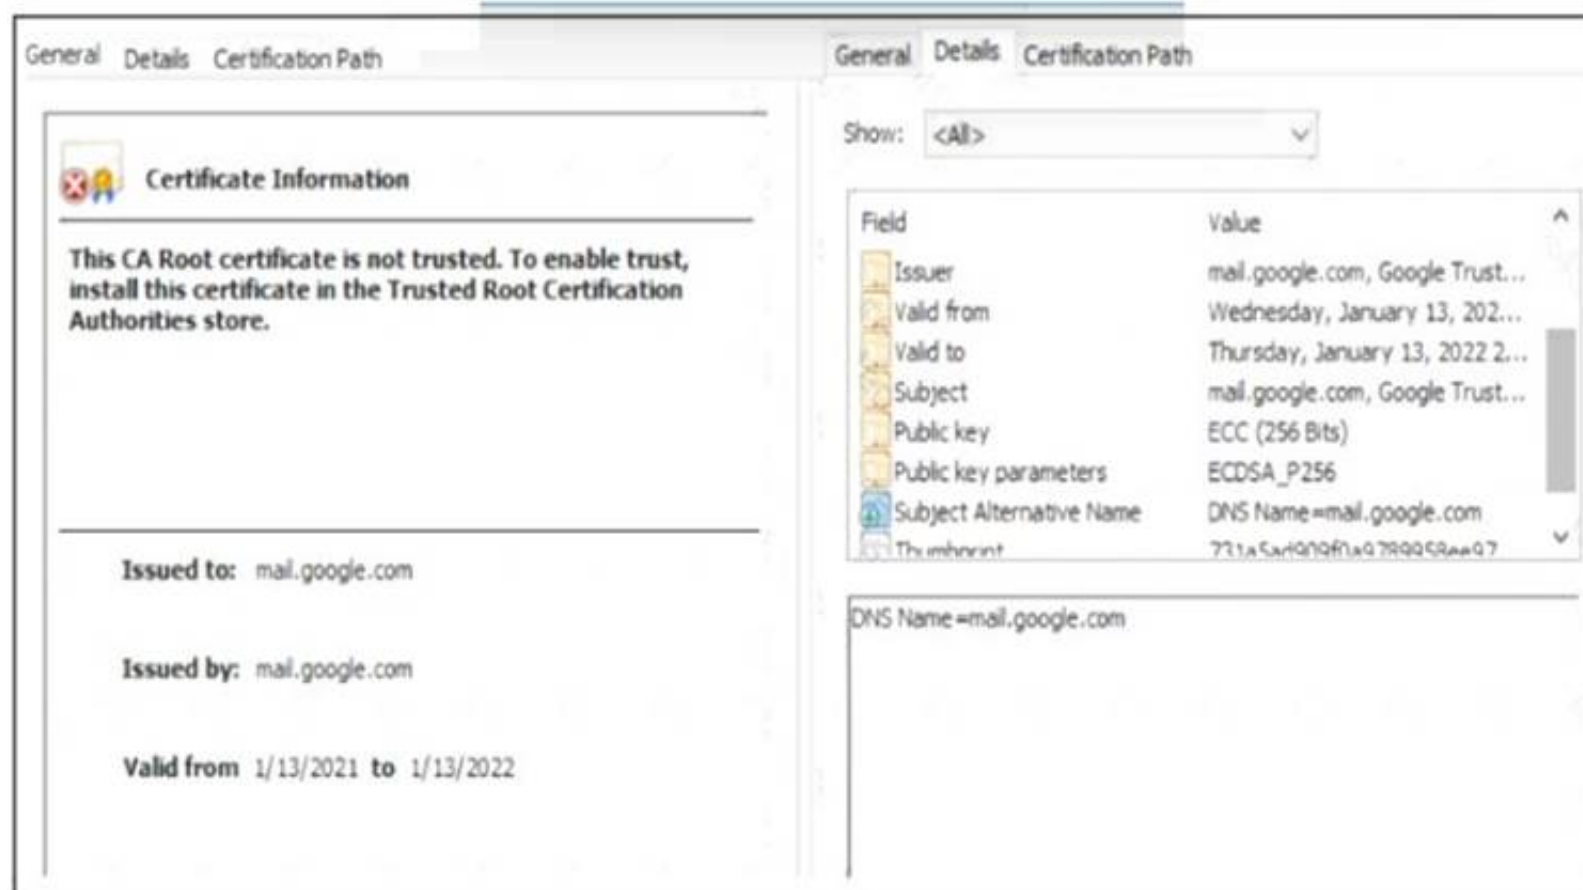 General Details Certification Path
Certificate Information
This CA Root certificate is not trusted. To enable trust,
install this certificate in the Trusted Root Certification
Authorities store.
Issued to: mail.google.com
Issued by: mail.google.com
Valid from 1/13/2021 to 1/13/2022
General Details Certification Path
Show: <All>
Field Value
Issuer mail.google.com, Google Trust...
Valid from Wednesday, January 13, 202...
Valid to Thursday, January 13, 2022 2...
Subject mail.google.com, Google Trust...
Public key ECC (256 Bits)
Public key parameters ECDSA_P256
Subject Alternative Name DNS Name=mail.google.com
Thumbprint
DNS Name=mail.google.com